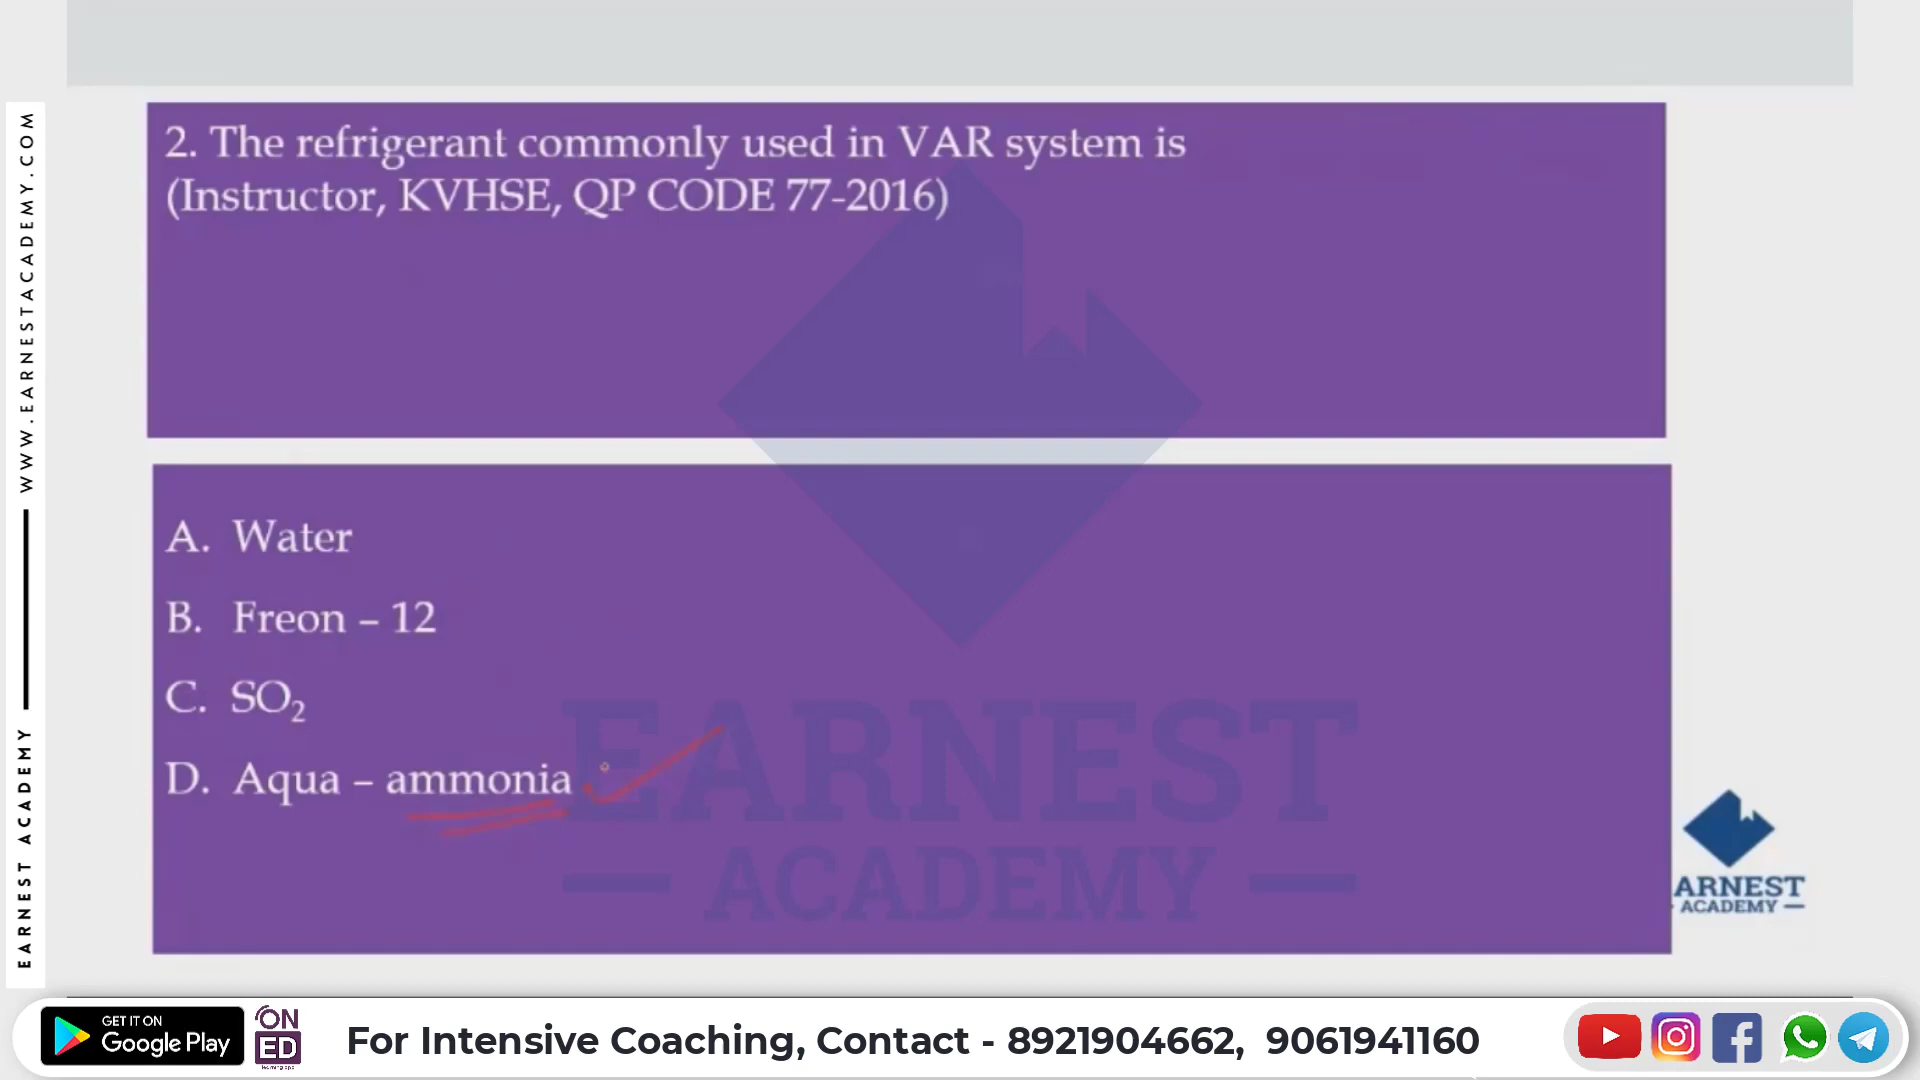 2. The refrigerant commonly used in VAR system is
(Instructor, KVHSE, QP CODE 77-2016)
A. Water
B. Freon – 12
C. SO₂
D. Aqua – ammonia
EARNEST
ACADEMY
ARNEST
ACADEMY
WWW.EARNESTACADEMY.COM
EARNEST ACADEMY
GET IT ON
Google Play
ON
ED
For Intensive Coaching, Contact - 8921904662, 9061941160